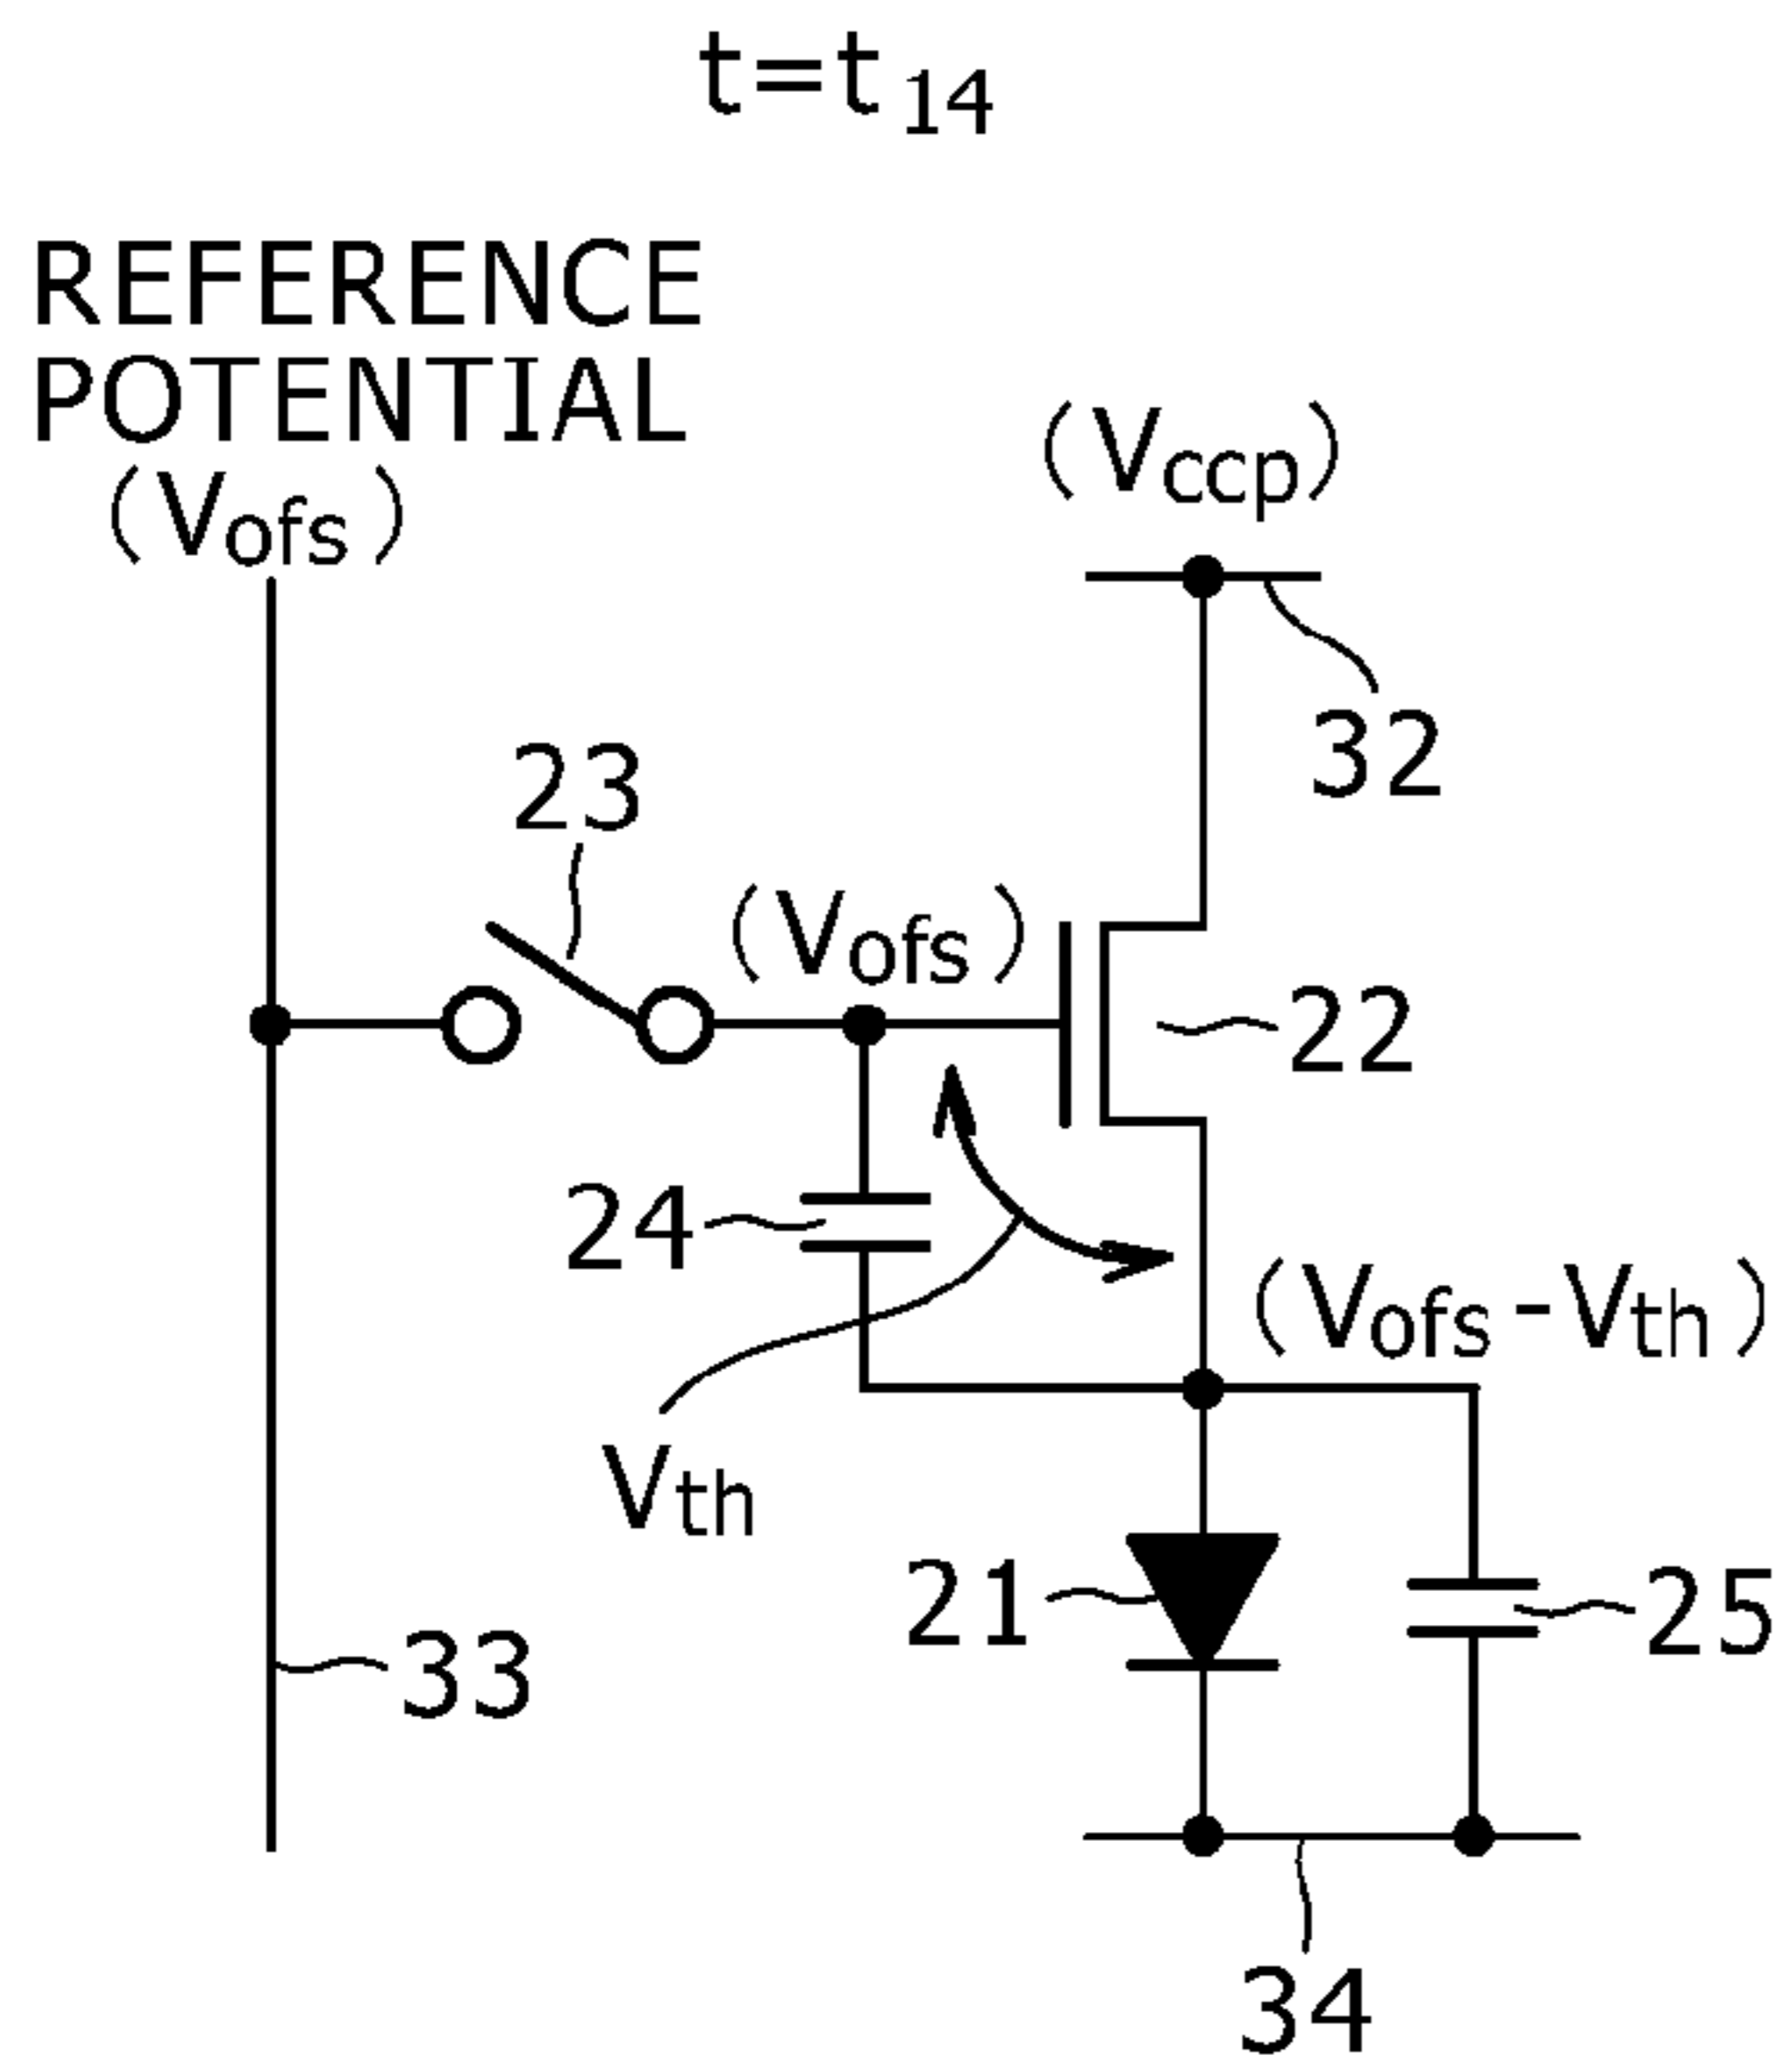 t=t14
REFERENCE
POTENTIAL
(Vofs)
(Vccp)
32
23
(Vofs)
22
24
(Vofs-Vth)
Vth
21
25
33
34